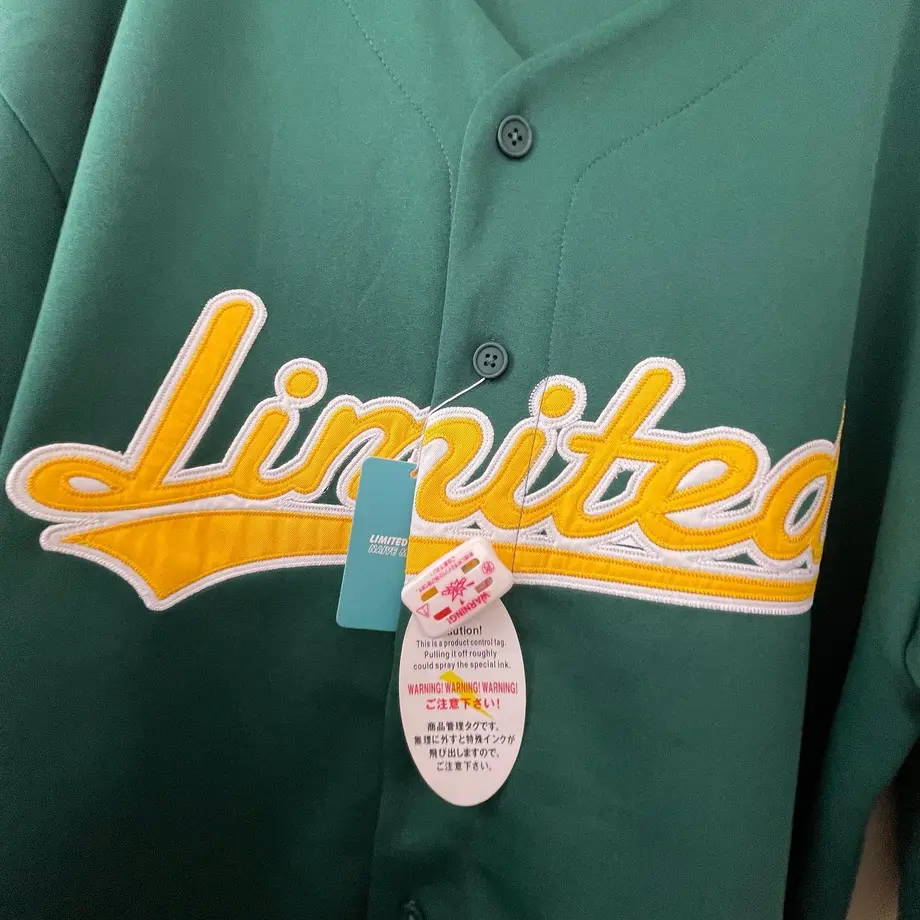 Limited
LIMITED
WARNING!
Caution!
This is a product control tag.
Pulling it off roughly
could spray the special ink.
WARNING! WARNING! WARNING!
ご注意下さい!
商品管理タグです。
無理に外すと特殊インクが
飛び出しますので、
ご注意下さい。